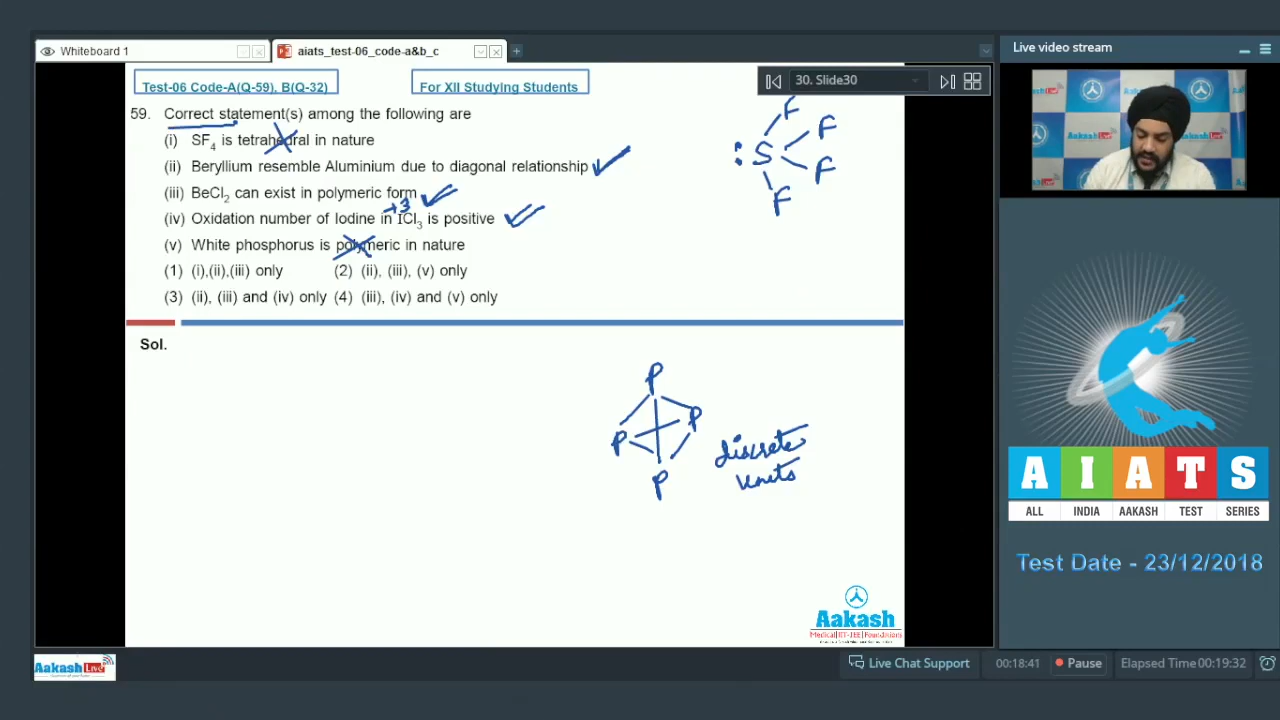 Whiteboard 1
aiats_test-06_code-a&b_c
Live video stream
Test-06 Code-A(Q-59), B(Q-32)
For XII Studying Students
30. Slide30
59. Correct statement(s) among the following are
(i) SF4 is tetrahedral in nature
(ii) Beryllium resemble Aluminium due to diagonal relationship
(iii) BeCl2 can exist in polymeric form
+3
(iv) Oxidation number of Iodine in ICl3 is positive
(v) White phosphorus is polymeric in nature
(1) (i),(ii),(iii) only (2) (ii), (iii), (v) only
(3) (ii), (iii) and (iv) only (4) (iii), (iv) and (v) only
F
F
:S
F
F
Sol.
P
P P
P
discrete
units
Aakash
Medical|IIT-JEE|Foundations
AakashLive
A I A T S
ALL INDIA AAKASH TEST SERIES
Test Date - 23/12/2018
Aakash Live
Live Chat Support
00:18:41
Pause
Elapsed Time 00:19:32